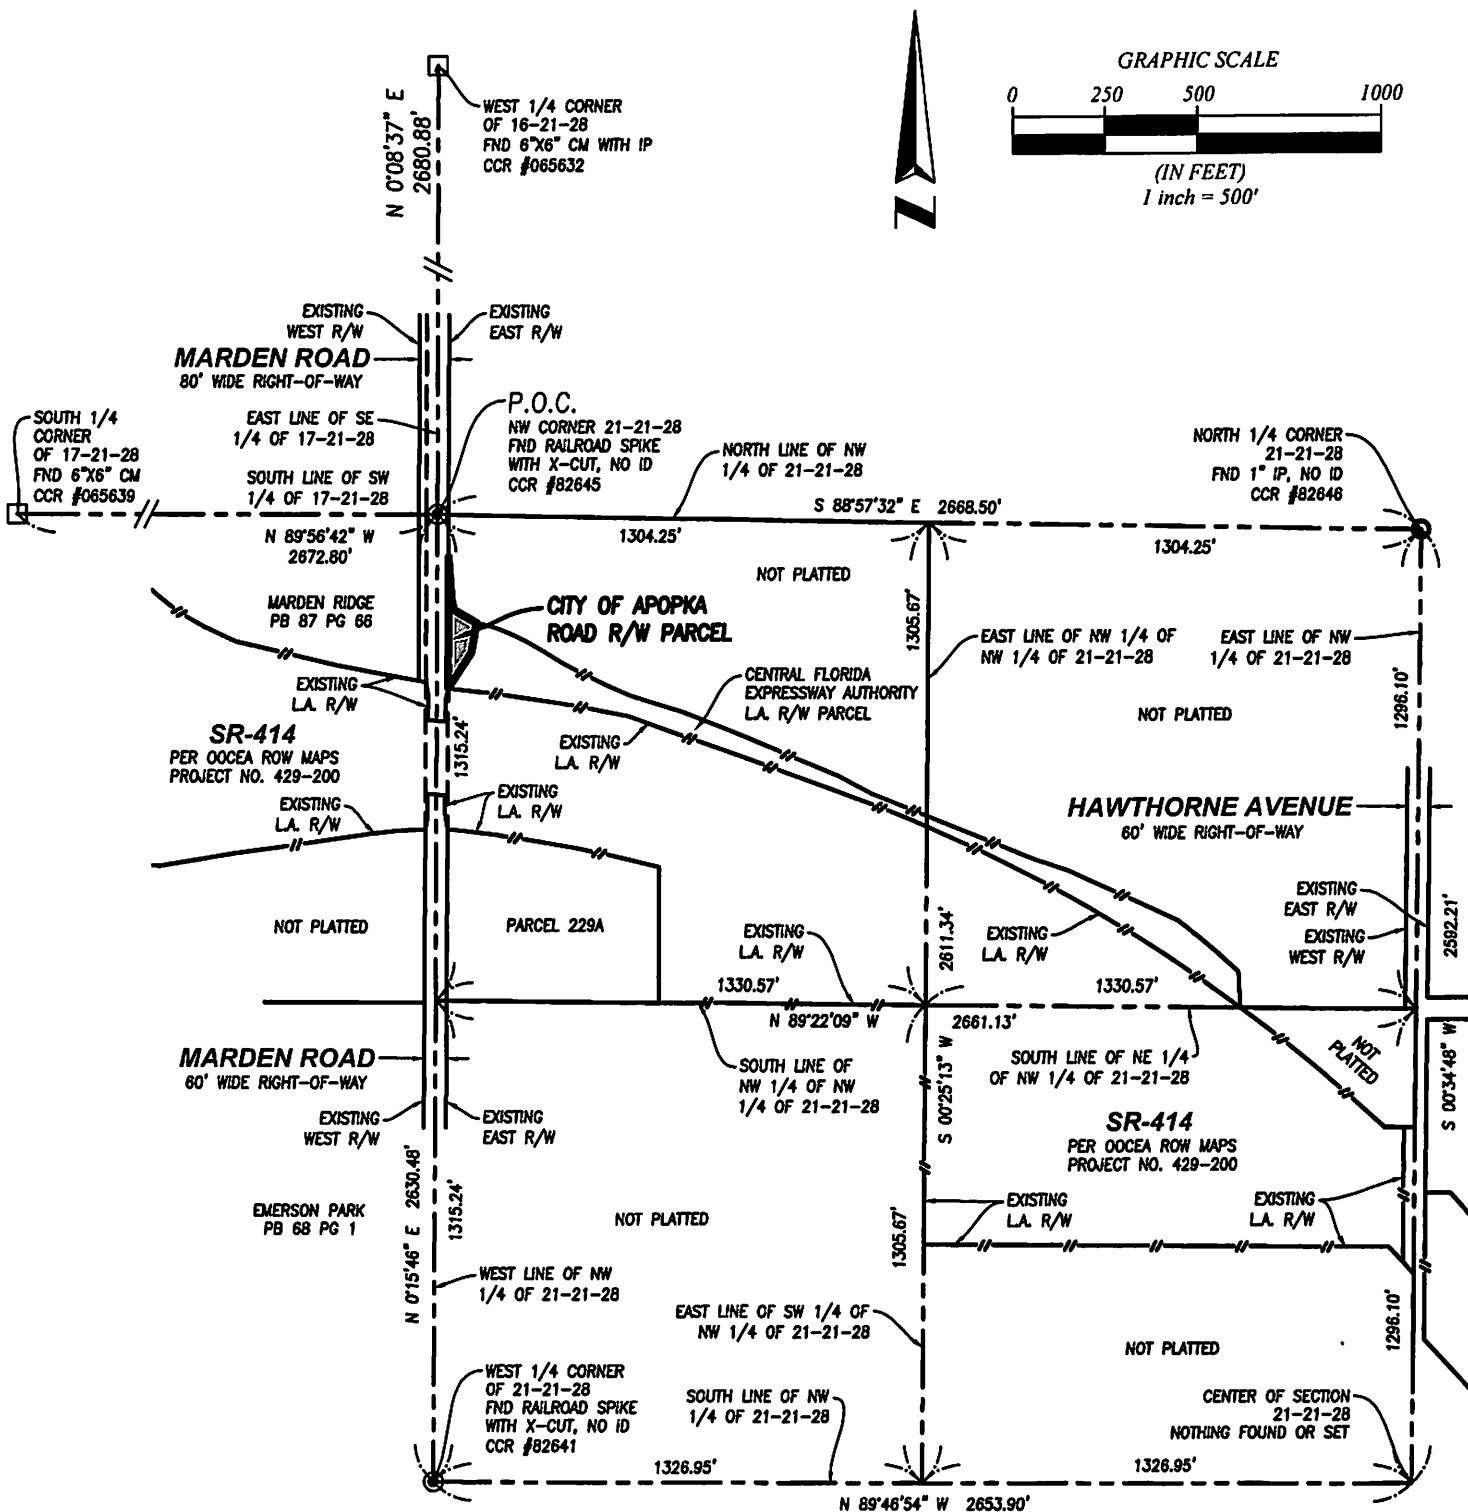 GRAPHIC SCALE
0 250 500 1000
(IN FEET)
1 inch = 500'
N
N 0°08'37" E
2680.88'
WEST 1/4 CORNER
OF 16-21-28
FND 6"X6" CM WITH IP
CCR #065632
EXISTING
WEST R/W
EXISTING
EAST R/W
MARDEN ROAD
80' WIDE RIGHT-OF-WAY
SOUTH 1/4
CORNER
OF 17-21-28
FND 6"X6" CM
CCR #065639
EAST LINE OF SE
1/4 OF 17-21-28
SOUTH LINE OF SW
1/4 OF 17-21-28
P.O.C.
NW CORNER 21-21-28
FND RAILROAD SPIKE
WITH X-CUT, NO ID
CCR #82645
NORTH LINE OF NW
1/4 OF 21-21-28
NORTH 1/4 CORNER
21-21-28
FND 1" IP, NO ID
CCR #82646
N 89°56'42" W
2672.80'
S 88°57'32" E 2668.50'
1304.25'
1304.25'
NOT PLATTED
MARDEN RIDGE
PB 87 PG 66
CITY OF APOPKA
ROAD R/W PARCEL
1305.67'
EAST LINE OF NW 1/4 OF
NW 1/4 OF 21-21-28
EAST LINE OF NW
1/4 OF 21-21-28
EXISTING
L.A. R/W
CENTRAL FLORIDA
EXPRESSWAY AUTHORITY
L.A. R/W PARCEL
NOT PLATTED
1296.10'
SR-414
PER OOCEA ROW MAPS
PROJECT NO. 429-200
1315.24'
EXISTING
L.A. R/W
EXISTING
L.A. R/W
EXISTING
L.A. R/W
HAWTHORNE AVENUE
60' WIDE RIGHT-OF-WAY
NOT PLATTED
PARCEL 229A
EXISTING
L.A. R/W
2611.34'
EXISTING
L.A. R/W
EXISTING
EAST R/W
EXISTING
WEST R/W
2592.21'
1330.57'
1330.57'
N 89°22'09" W
2661.13'
MARDEN ROAD
60' WIDE RIGHT-OF-WAY
SOUTH LINE OF
NW 1/4 OF NW
1/4 OF 21-21-28
S 00°25'13" W
SOUTH LINE OF NE 1/4
OF NW 1/4 OF 21-21-28
NOT
PLATTED
S 00°34'48" W
EXISTING
WEST R/W
EXISTING
EAST R/W
SR-414
PER OOCEA ROW MAPS
PROJECT NO. 429-200
EMERSON PARK
PB 68 PG 1
N 0°15'46" E 2630.48'
1315.24'
NOT PLATTED
1305.67'
EXISTING
L.A. R/W
EXISTING
L.A. R/W
WEST LINE OF NW
1/4 OF 21-21-28
EAST LINE OF SW 1/4 OF
NW 1/4 OF 21-21-28
NOT PLATTED
1296.10'
WEST 1/4 CORNER
OF 21-21-28
FND RAILROAD SPIKE
WITH X-CUT, NO ID
CCR #82641
SOUTH LINE OF NW
1/4 OF 21-21-28
CENTER OF SECTION
21-21-28
NOTHING FOUND OR SET
1326.95'
1326.95'
N 89°46'54" W 2653.90'